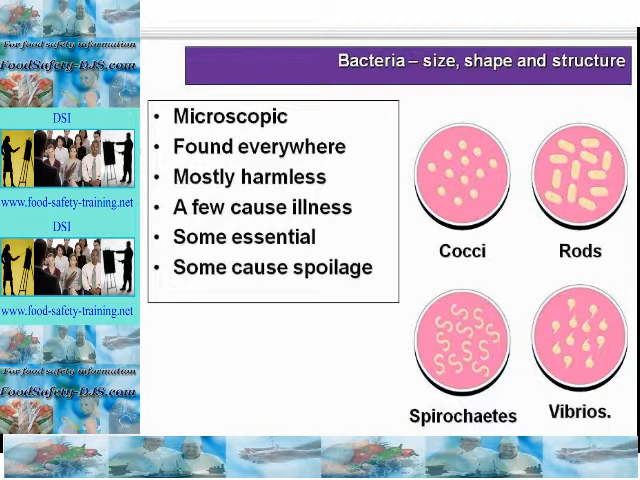 For food safety information
FoodSafety-DJS.com
DSI
www.food-safety-training.net
DSI
www.food-safety-training.net
For food safety information
FoodSafety-DJS.com
Bacteria – size, shape and structure
• Microscopic
• Found everywhere
• Mostly harmless
• A few cause illness
• Some essential
• Some cause spoilage
Cocci
Rods
Spirochaetes
Vibrios.